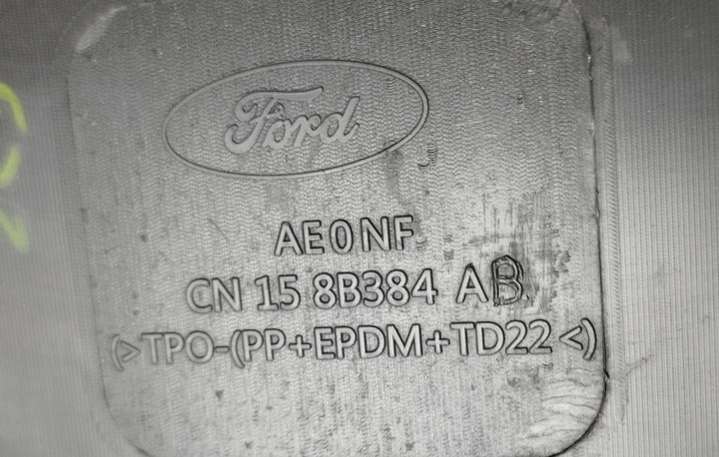 Ford
AE0NF
CN 15 8B384 AB
(>TPO-(PP+EPDM+TD22<)